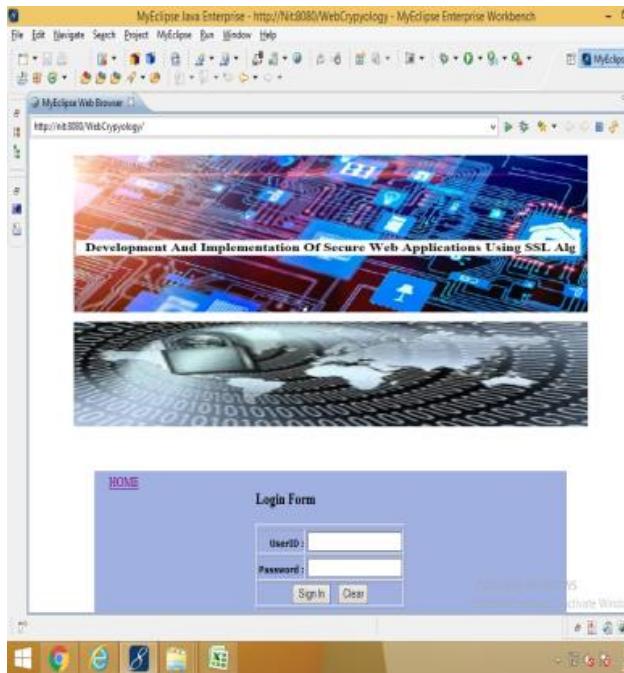 MyEclipse Java Enterprise - http://Nit:8080/WebCrypyology - MyEclipse Enterprise Workbench
File Edit Navigate Search Project MyEclipse Run Window Help
MyEclips
MyEclipse Web Browser
http://nit:8080/WebCrypyology/
Development And Implementation Of Secure Web Applications Using SSL Alg
HOME
Login Form
UserID :
Password :
Sign In Clear